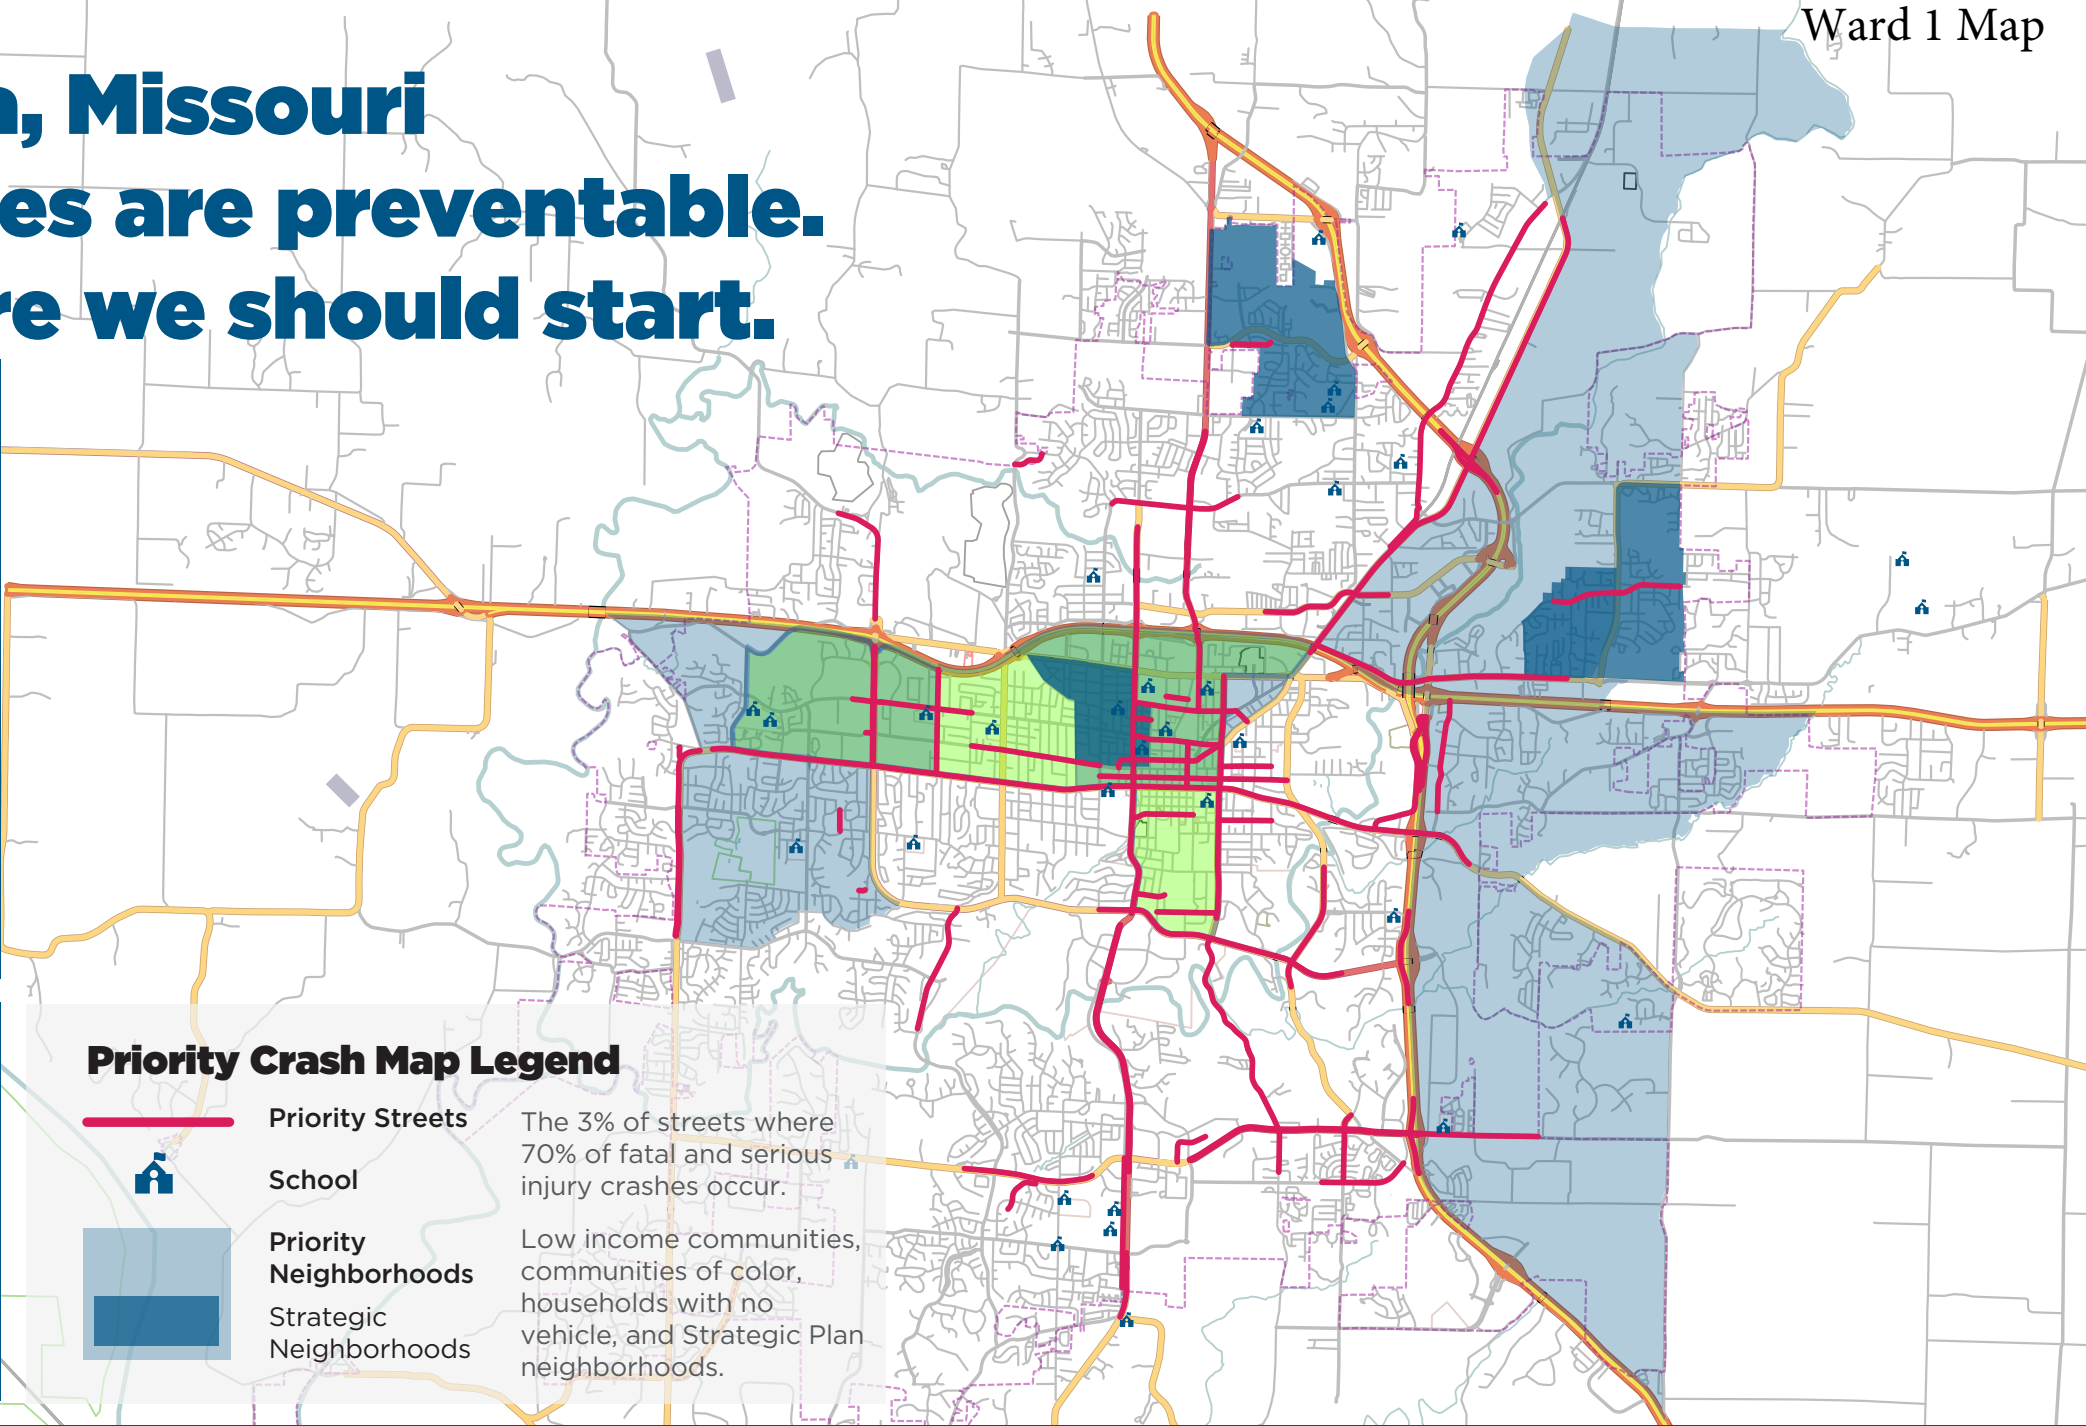 Ward 1 Map
, Missouri
es are preventable.
re we should start.
Priority Crash Map Legend
Priority Streets
The 3% of streets where
70% of fatal and serious
injury crashes occur.
School
Priority
Neighborhoods
Strategic
Neighborhoods
Low income communities,
communities of color,
households with no
vehicle, and Strategic Plan
neighborhoods.